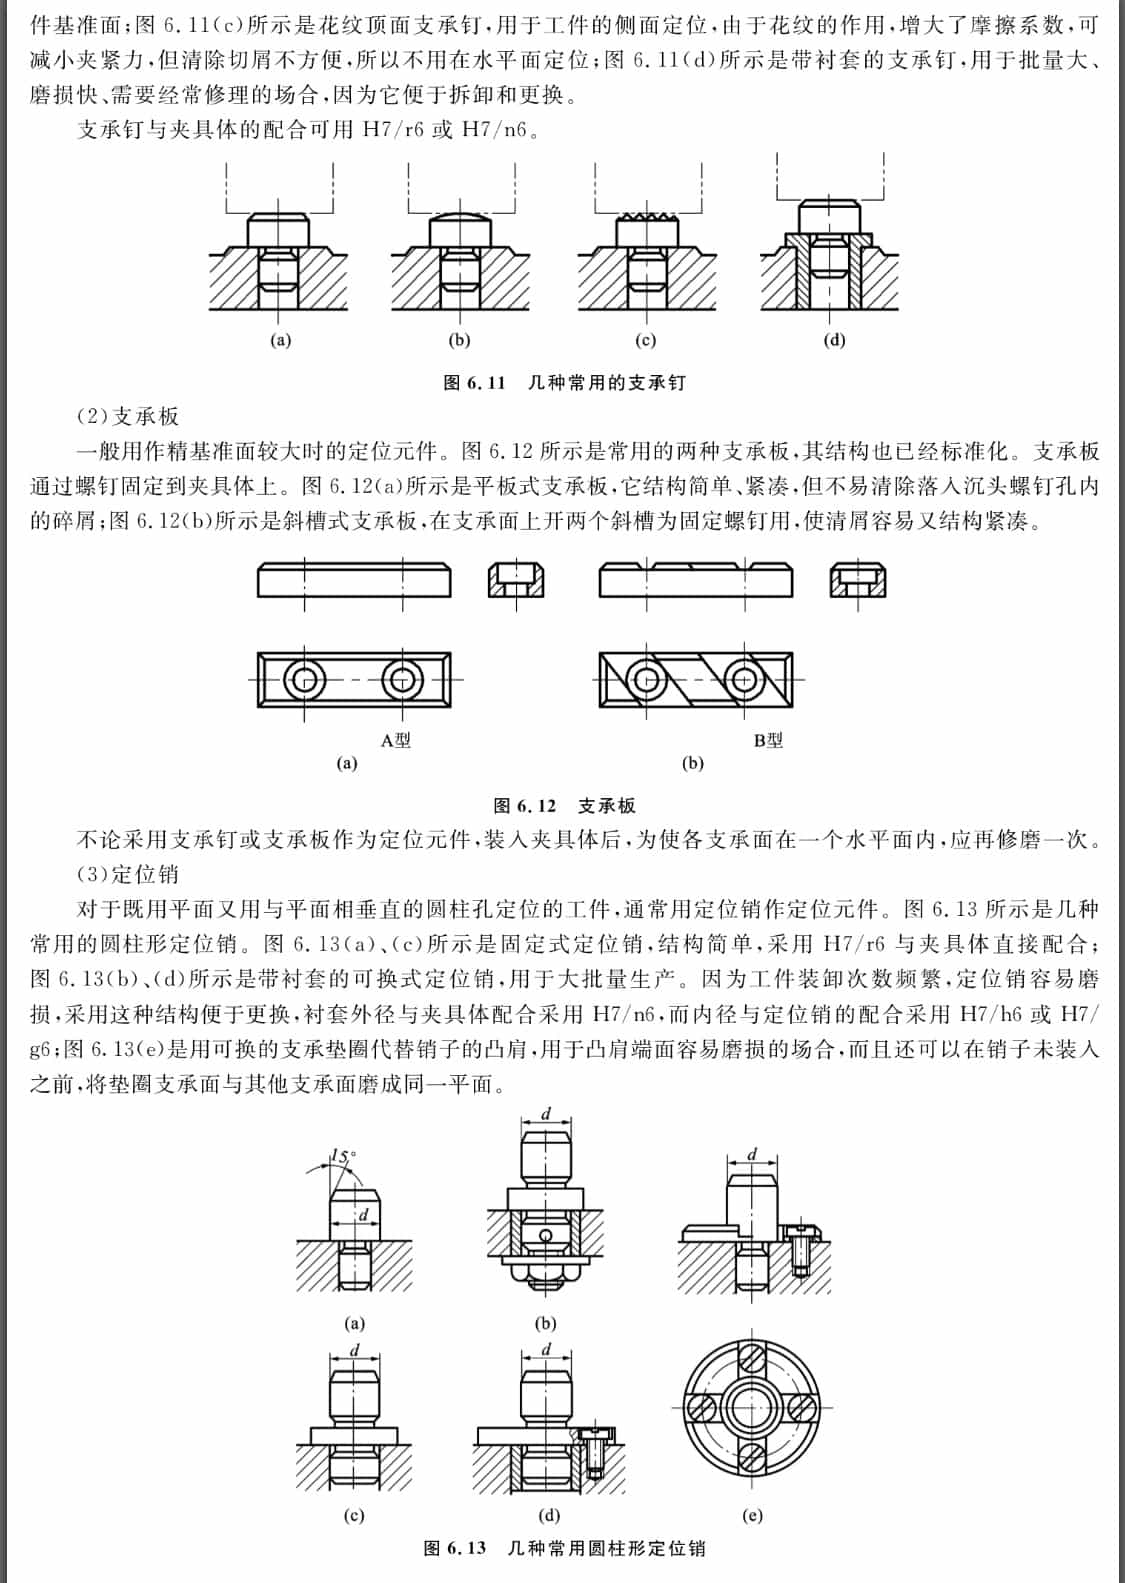 件基准面;图 6.11(c)所示是花纹顶面支承钉,用于工件的侧面定位,由于花纹的作用,增大了摩擦系数,可
减小夹紧力,但清除切屑不方便,所以不用在水平面定位;图 6.11(d)所示是带衬套的支承钉,用于批量大、
磨损快、需要经常修理的场合,因为它便于拆卸和更换。
支承钉与夹具体的配合可用 H7/r6 或 H7/n6。
(a)
(b)
(c)
(d)
图 6.11 几种常用的支承钉
(2)支承板
一般用作精基准面较大时的定位元件。图 6.12 所示是常用的两种支承板,其结构也已经标准化。支承板
通过螺钉固定到夹具体上。图 6.12(a)所示是平板式支承板,它结构简单、紧凑,但不易清除落入沉头螺钉孔内
的碎屑;图 6.12(b)所示是斜槽式支承板,在支承面上开两个斜槽为固定螺钉用,使清屑容易又结构紧凑。
A型
B型
(a)
(b)
图 6.12 支承板
不论采用支承钉或支承板作为定位元件,装入夹具体后,为使各支承面在一个水平面内,应再修磨一次。
(3)定位销
对于既用平面又用与平面相垂直的圆柱孔定位的工件,通常用定位销作定位元件。图 6.13 所示是几种
常用的圆柱形定位销。图 6.13(a)、(c)所示是固定式定位销,结构简单,采用 H7/r6 与夹具体直接配合;
图 6.13(b)、(d)所示是带衬套的可换式定位销,用于大批量生产。因为工件装卸次数频繁,定位销容易磨
损,采用这种结构便于更换,衬套外径与夹具体配合采用 H7/n6,而内径与定位销的配合采用 H7/h6 或 H7/
g6;图 6.13(e)是用可换的支承垫圈代替销子的凸肩,用于凸肩端面容易磨损的场合,而且还可以在销子未装入
之前,将垫圈支承面与其他支承面磨成同一平面。
d
15°
d
d
(a)
(b)
d
d
(c)
(d)
(e)
图 6.13 几种常用圆柱形定位销